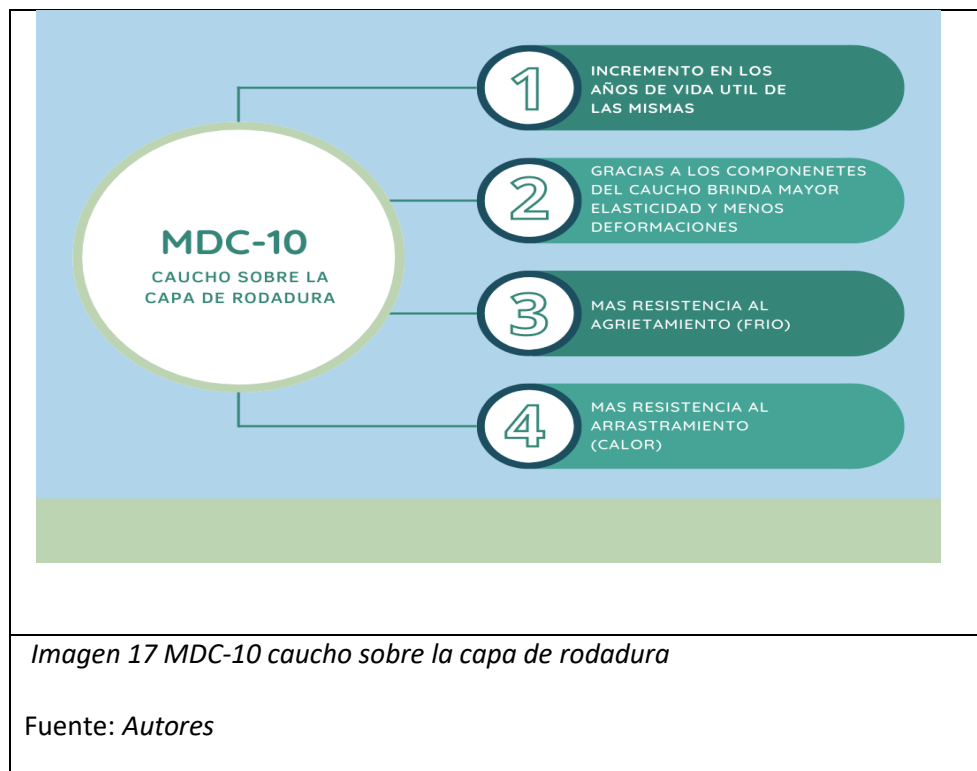 MDC-10
CAUCHO SOBRE LA
CAPA DE RODADURA
1
INCREMENTO EN LOS
AÑOS DE VIDA UTIL DE
LAS MISMAS
2
GRACIAS A LOS COMPONENETES
DEL CAUCHO BRINDA MAYOR
ELASTICIDAD Y MENOS
DEFORMACIONES
3
MAS RESISTENCIA AL
AGRIETAMIENTO (FRIO)
4
MAS RESISTENCIA AL
ARRASTRAMIENTO
(CALOR)
Imagen 17 MDC-10 caucho sobre la capa de rodadura
Fuente: Autores